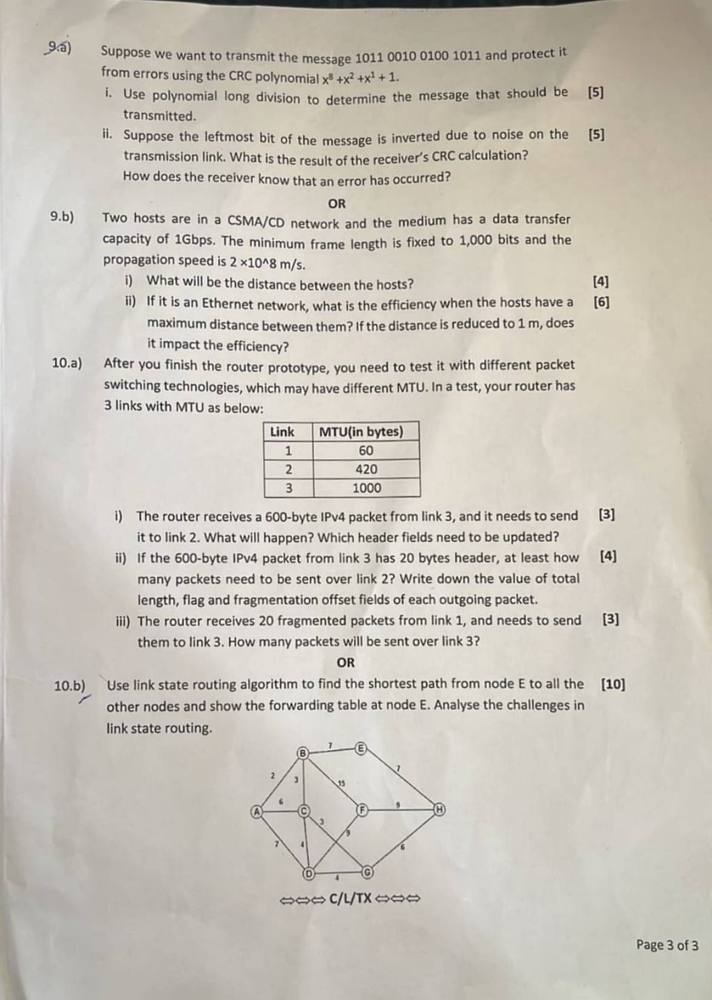 9.a) Suppose we want to transmit the message 1011 0010 0100 1011 and protect it
from errors using the CRC polynomial x⁸ +x² +x¹ + 1.
i. Use polynomial long division to determine the message that should be [5]
transmitted.
ii. Suppose the leftmost bit of the message is inverted due to noise on the [5]
transmission link. What is the result of the receiver's CRC calculation?
How does the receiver know that an error has occurred?
OR
9.b) Two hosts are in a CSMA/CD network and the medium has a data transfer
capacity of 1Gbps. The minimum frame length is fixed to 1,000 bits and the
propagation speed is 2 ×10^8 m/s.
i) What will be the distance between the hosts? [4]
ii) If it is an Ethernet network, what is the efficiency when the hosts have a [6]
maximum distance between them? If the distance is reduced to 1 m, does
it impact the efficiency?
10.a) After you finish the router prototype, you need to test it with different packet
switching technologies, which may have different MTU. In a test, your router has
3 links with MTU as below:
Link MTU(in bytes)
1 60
2 420
3 1000
i) The router receives a 600-byte IPv4 packet from link 3, and it needs to send [3]
it to link 2. What will happen? Which header fields need to be updated?
ii) If the 600-byte IPv4 packet from link 3 has 20 bytes header, at least how [4]
many packets need to be sent over link 2? Write down the value of total
length, flag and fragmentation offset fields of each outgoing packet.
iii) The router receives 20 fragmented packets from link 1, and needs to send [3]
them to link 3. How many packets will be sent over link 3?
OR
10.b) Use link state routing algorithm to find the shortest path from node E to all the [10]
other nodes and show the forwarding table at node E. Analyse the challenges in
link state routing.
B 7 E
2 3 15 7
A 6 C F 9 H
7 4 3 9 6
D 4 G
⇔⇔⇔ C/L/TX ⇔⇔⇔
Page 3 of 3